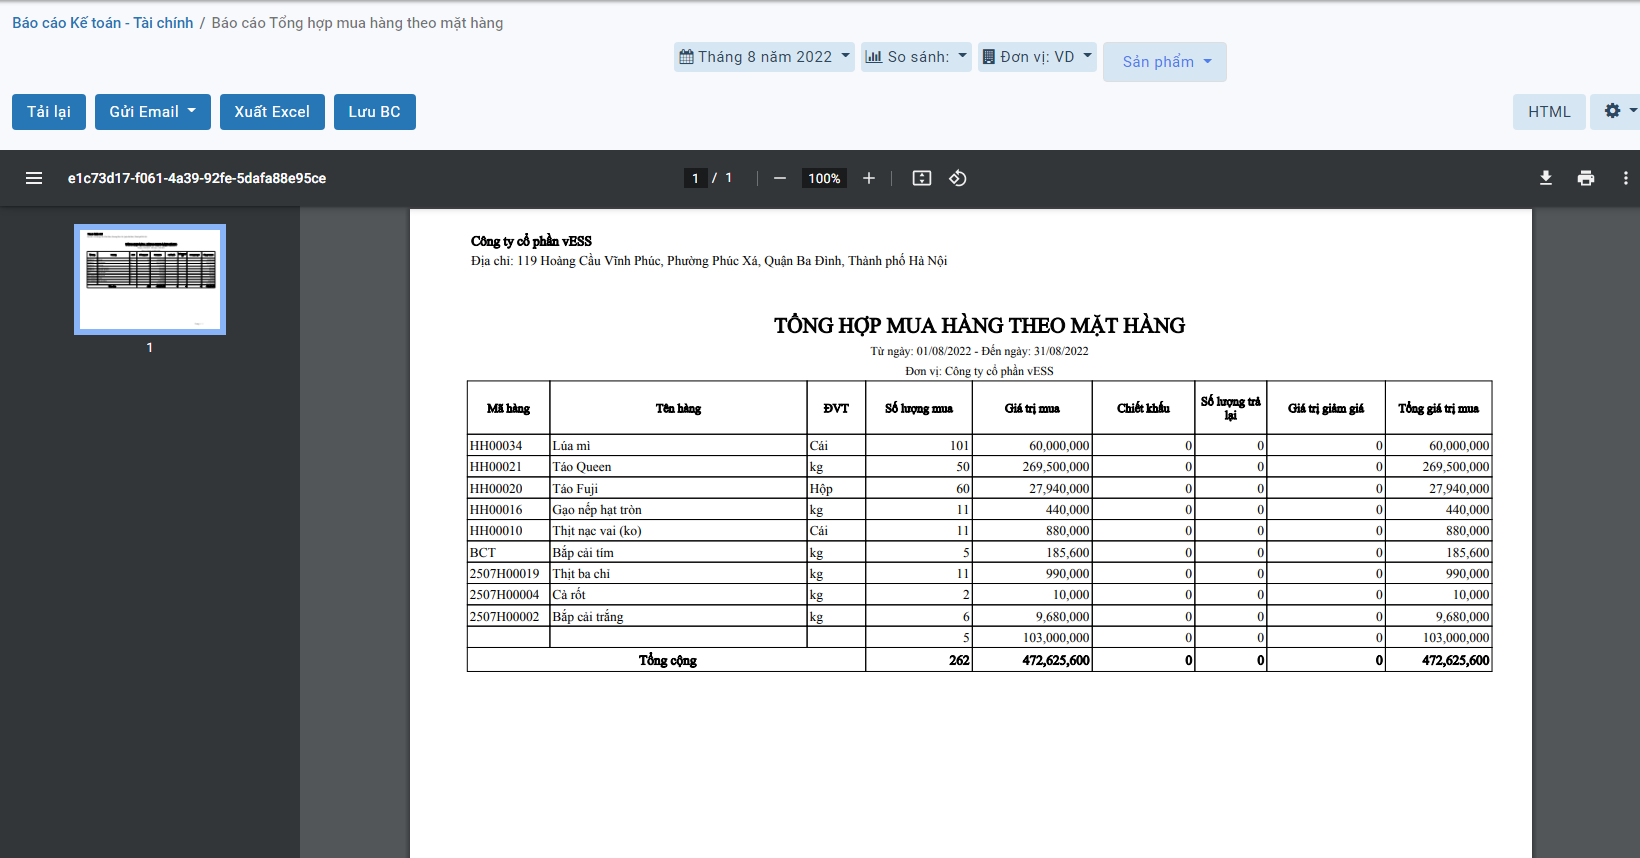 Báo cáo Kế toán - Tài chính / Báo cáo Tổng hợp mua hàng theo mặt hàng
Tháng 8 năm 2022 So sánh: Đơn vị: VD Sản phẩm
Tải lại Gửi Email Xuất Excel Lưu BC HTML
e1c73d17-f061-4a39-92fe-5dafa88e95ce 1 / 1 100%
1
Công ty cổ phần vESS
Địa chỉ: 119 Hoàng Cầu Vĩnh Phúc, Phường Phúc Xá, Quận Ba Đình, Thành phố Hà Nội
TỔNG HỢP MUA HÀNG THEO MẶT HÀNG
Từ ngày: 01/08/2022 - Đến ngày: 31/08/2022
Đơn vị: Công ty cổ phần vESS
Mã hàng Tên hàng ĐVT Số lượng mua Giá trị mua Chiết khấu Số lượng trả lại Giá trị giảm giá Tổng giá trị mua
HH00034 Lúa mì Cái 101 60,000,000 0 0 0 60,000,000
HH00021 Táo Queen kg 50 269,500,000 0 0 0 269,500,000
HH00020 Táo Fuji Hộp 60 27,940,000 0 0 0 27,940,000
HH00016 Gạo nếp hạt tròn kg 11 440,000 0 0 0 440,000
HH00010 Thịt nạc vai (ko) Cái 11 880,000 0 0 0 880,000
BCT Bắp cải tím kg 5 185,600 0 0 0 185,600
2507H00019 Thịt ba chỉ kg 11 990,000 0 0 0 990,000
2507H00004 Cà rốt kg 2 10,000 0 0 0 10,000
2507H00002 Bắp cải trắng kg 6 9,680,000 0 0 0 9,680,000
5 103,000,000 0 0 0 103,000,000
Tổng cộng 262 472,625,600 0 0 0 472,625,600